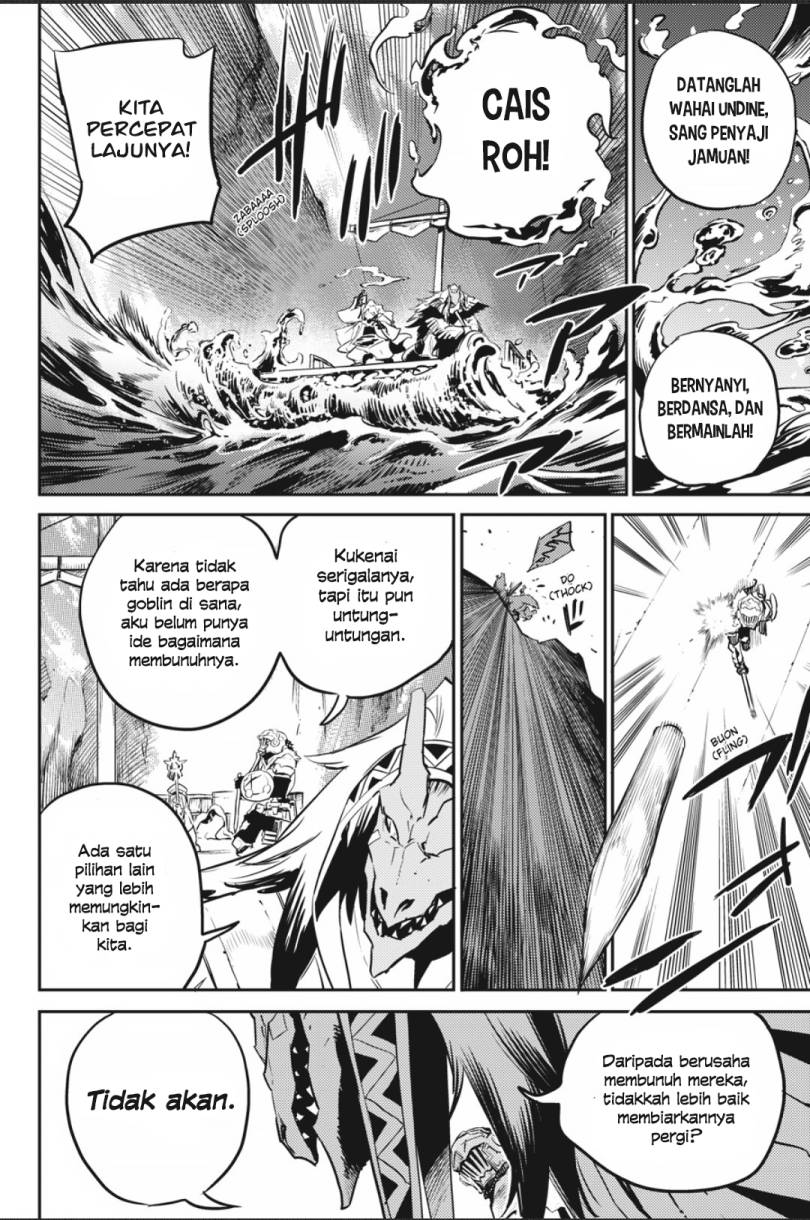 DATANGLAH
WAHAI UNDINE,
SANG PENYAJI
JAMUAN!
BERNYANYI,
BERDANSA, DAN
BERMAINLAH!
CAIS
ROH!
KITA
PERCEPAT
LAJUNYA!
ZABAAAA
(SPLOOSH)
BUON
(FLING)
DO
(THOCK)
Kukenai
serigalanya,
tapi itu pun
untung-
untungan.
Karena tidak
tahu ada berapa
goblin di sana,
aku belum punya
ide bagaimana
membunuhnya.
Ada satu
pilihan lain
yang lebih
memungkin-
kan bagi
kita.
Daripada berusaha
membunuh mereka,
tidakkah lebih baik
membiarkannya
pergi?
Tidak akan.